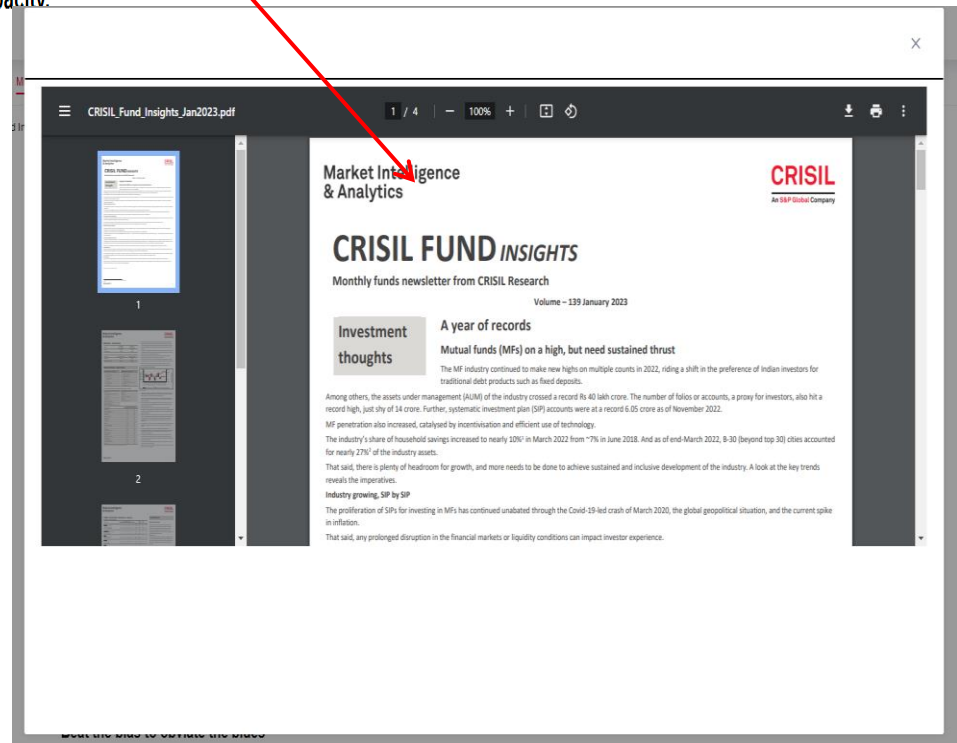 CRISIL_Fund_Insights_Jan2023.pdf
1 / 4 | − 100% +
Market Intelligence
& Analytics
CRISIL
An S&P Global Company
CRISIL FUND INSIGHTS
Monthly funds newsletter from CRISIL Research
Volume – 139 January 2023
Investment
thoughts
A year of records
Mutual funds (MFs) on a high, but need sustained thrust
The MF industry continued to make new highs on multiple counts in 2022, riding a shift in the preference of Indian investors for
traditional debt products such as fixed deposits.
Among others, the assets under management (AUM) of the industry crossed a record Rs 40 lakh crore. The number of folios or accounts, a proxy for investors, also hit a
record high, just shy of 14 crore. Further, systematic investment plan (SIP) accounts were at a record 6.05 crore as of November 2022.
MF penetration also increased, catalysed by incentivisation and efficient use of technology.
The industry's share of household savings increased to nearly 10%¹ in March 2022 from ~7% in June 2018. And as of end-March 2022, B-30 (beyond top 30) cities accounted
for nearly 27%² of the industry assets.
That said, there is plenty of headroom for growth, and more needs to be done to achieve sustained and inclusive development of the industry. A look at the key trends
reveals the imperatives.
Industry growing, SIP by SIP
The proliferation of SIPs for investing in MFs has continued unabated through the Covid-19-led crash of March 2020, the global geopolitical situation, and the current spike
in inflation.
That said, any prolonged disruption in the financial markets or liquidity conditions can impact investor experience.
1
2